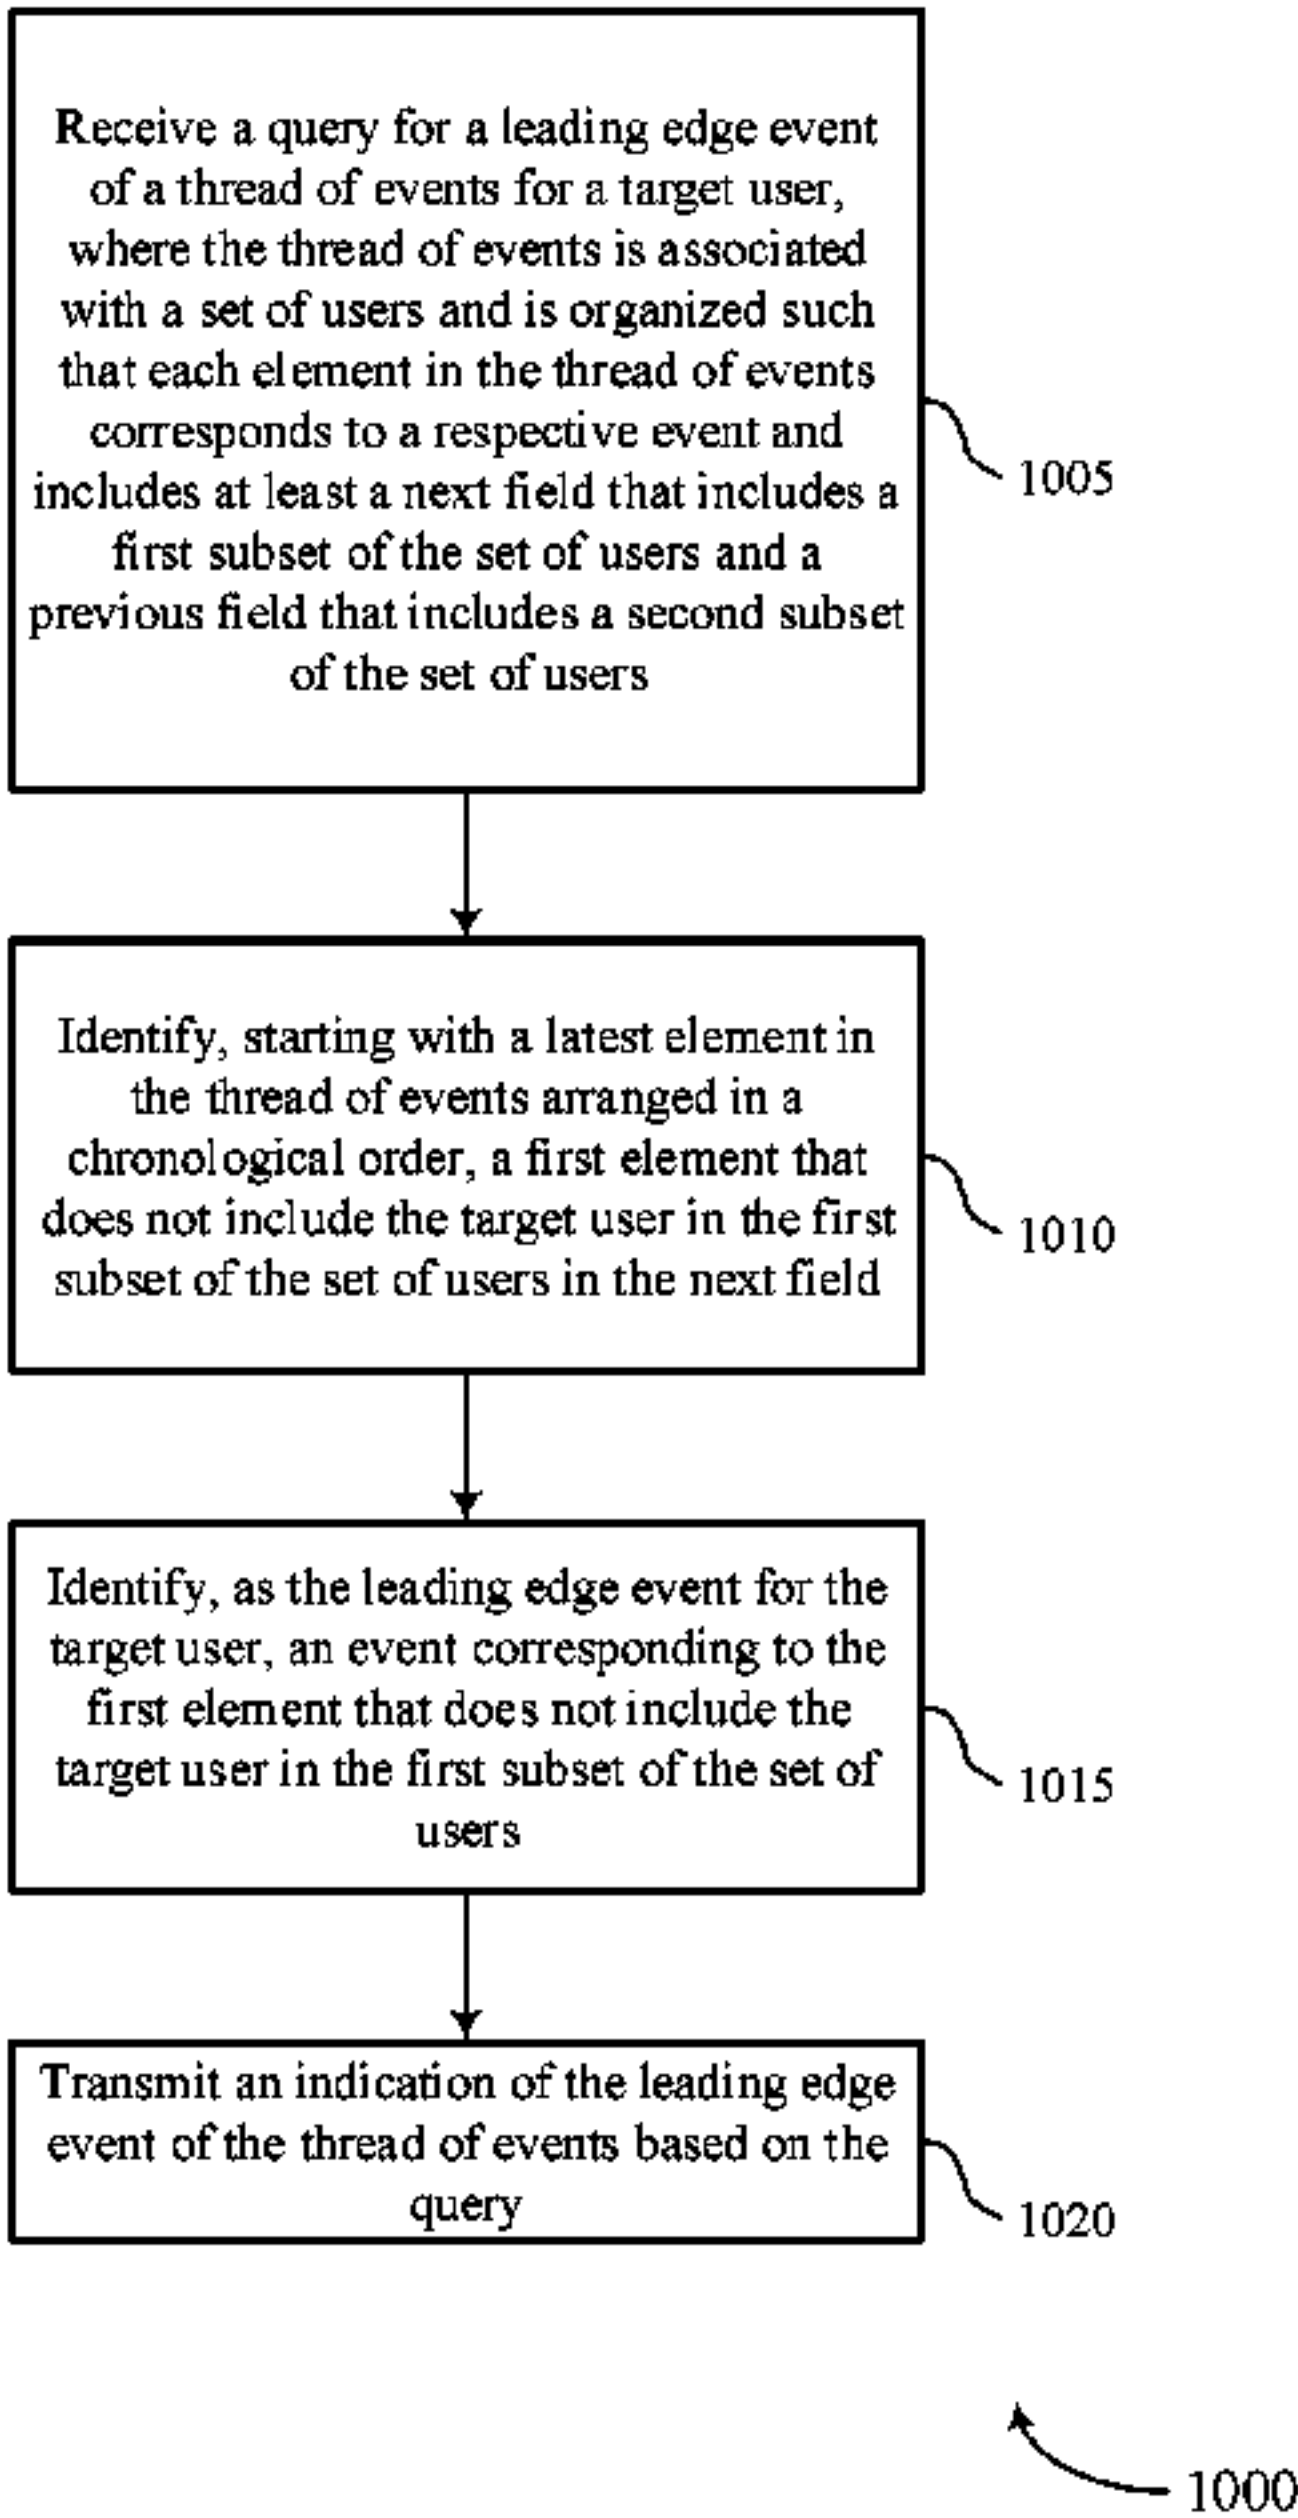 Receive a query for a leading edge event
of a thread of events for a target user,
where the thread of events is associated
with a set of users and is organized such
that each element in the thread of events
corresponds to a respective event and
includes at least a next field that includes a
first subset of the set of users and a
previous field that includes a second subset
of the set of users
1005
Identify, starting with a latest element in
the thread of events arranged in a
chronological order, a first element that
does not include the target user in the first
subset of the set of users in the next field
1010
Identify, as the leading edge event for the
target user, an event corresponding to the
first element that does not include the
target user in the first subset of the set of
users
1015
Transmit an indication of the leading edge
event of the thread of events based on the
query
1020
1000